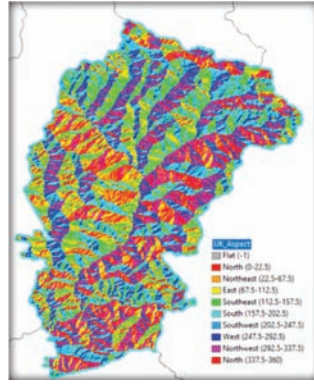 UK_Aspect
Flat (-1)
North (0-22.5)
Northeast (22.5-67.5)
East (67.5-112.5)
Southeast (112.5-157.5)
South (157.5-202.5)
Southwest (202.5-247.5)
West (247.5-292.5)
Northwest (292.5-337.5)
North (337.5-360)